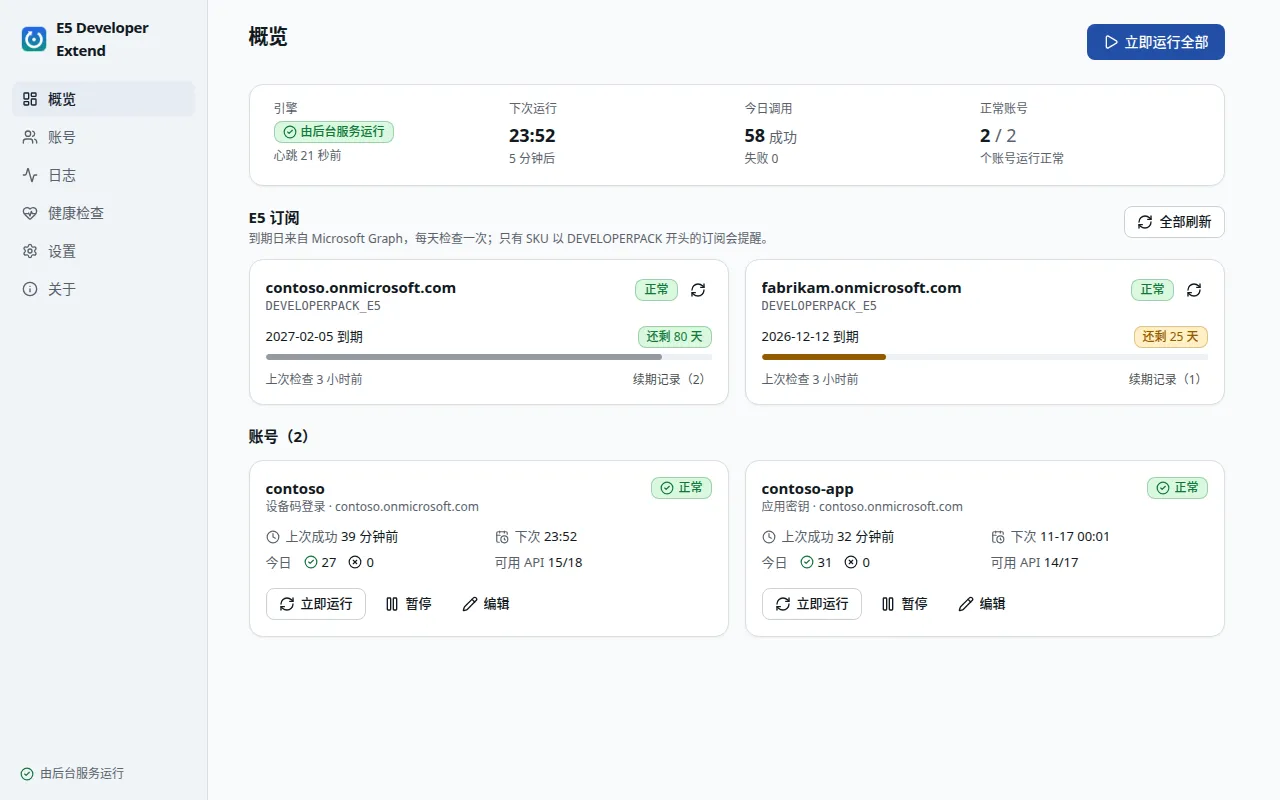 E5 Developer
Extend
概览
账号
日志
健康检查
设置
关于
由后台服务运行
概览
立即运行全部
引擎
由后台服务运行
心跳 21 秒前
下次运行
23:52
5 分钟后
今日调用
58 成功
失败 0
正常账号
2 / 2
个账号运行正常
E5 订阅
到期日来自 Microsoft Graph，每天检查一次；只有 SKU 以 DEVELOPERPACK 开头的订阅会提醒。
全部刷新
contoso.onmicrosoft.com
正常
DEVELOPERPACK_E5
2027-02-05 到期
还剩 80 天
上次检查 3 小时前
续期记录（2）
fabrikam.onmicrosoft.com
正常
DEVELOPERPACK_E5
2026-12-12 到期
还剩 25 天
上次检查 3 小时前
续期记录（1）
账号（2）
contoso
正常
设备码登录 · contoso.onmicrosoft.com
上次成功 39 分钟前
下次 23:52
今日 27 0
可用 API 15/18
立即运行 暂停 编辑
contoso-app
正常
应用密钥 · contoso.onmicrosoft.com
上次成功 32 分钟前
下次 11-17 00:01
今日 31 0
可用 API 14/17
立即运行 暂停 编辑